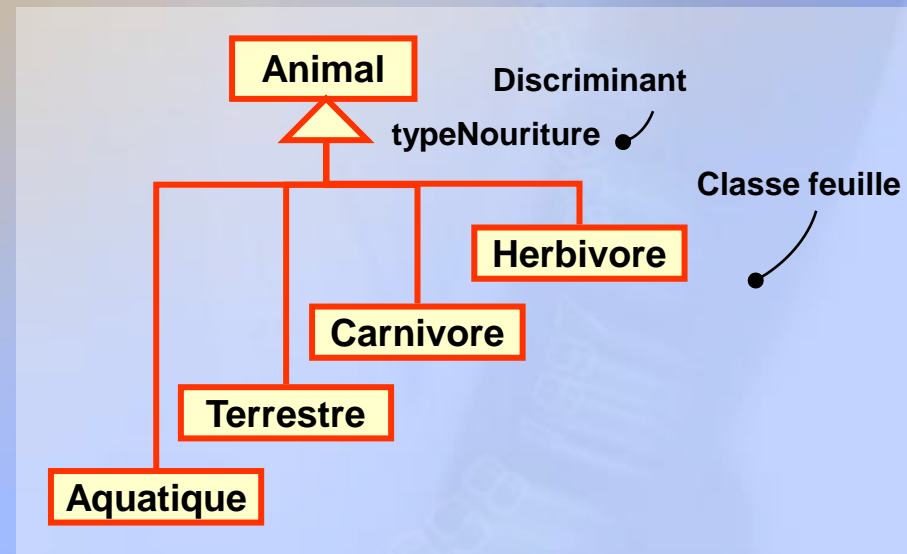 Animal
Discriminant
typeNouriture
Classe feuille
Herbivore
Carnivore
Terrestre
Aquatique